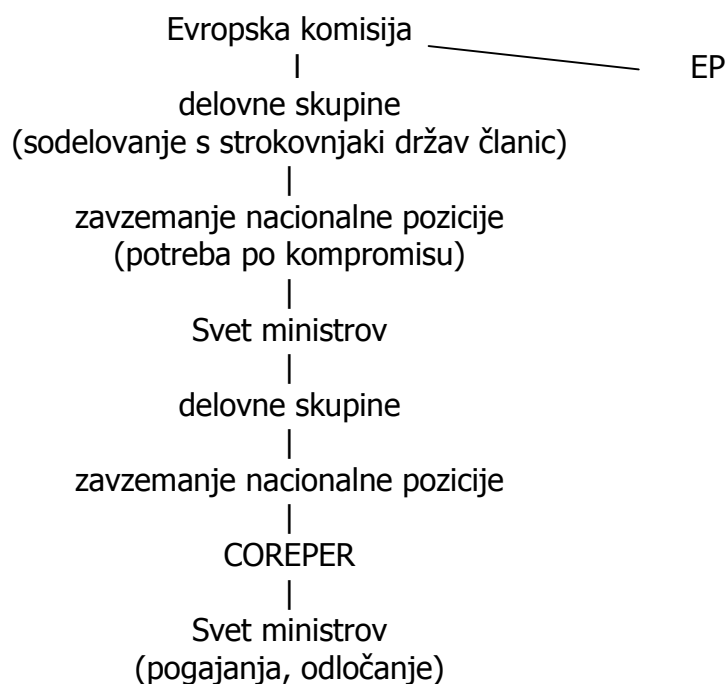 Evropska komisija
EP
delovne skupine
(sodelovanje s strokovnjaki držav članic)
zavzemanje nacionalne pozicije
(potreba po kompromisu)
Svet ministrov
delovne skupine
zavzemanje nacionalne pozicije
COREPER
Svet ministrov
(pogajanja, odločanje)